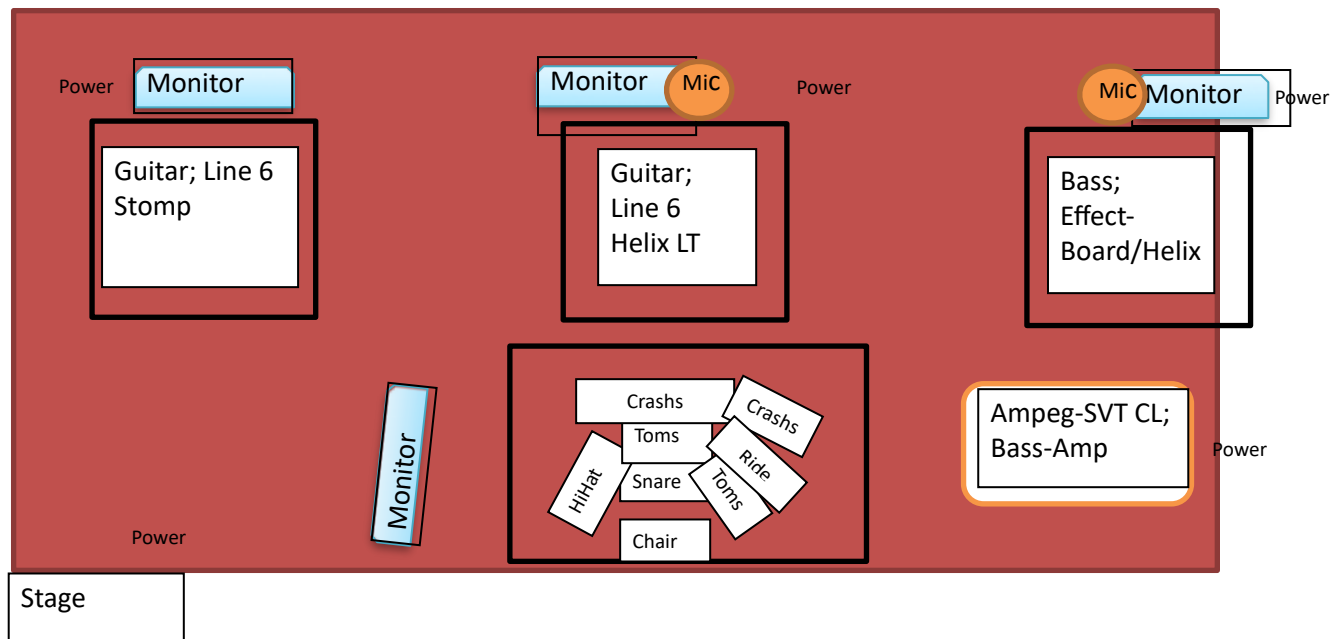 Power
Monitor
Monitor
Mic
Power
Mic
Monitor
Power
Guitar; Line 6
Stomp
Guitar;
Line 6
Helix LT
Bass;
Effect-
Board/Helix
Crashs
Crashs
Toms
Ride
HiHat
Snare
Toms
Chair
Monitor
Ampeg-SVT CL;
Bass-Amp
Power
Power
Stage